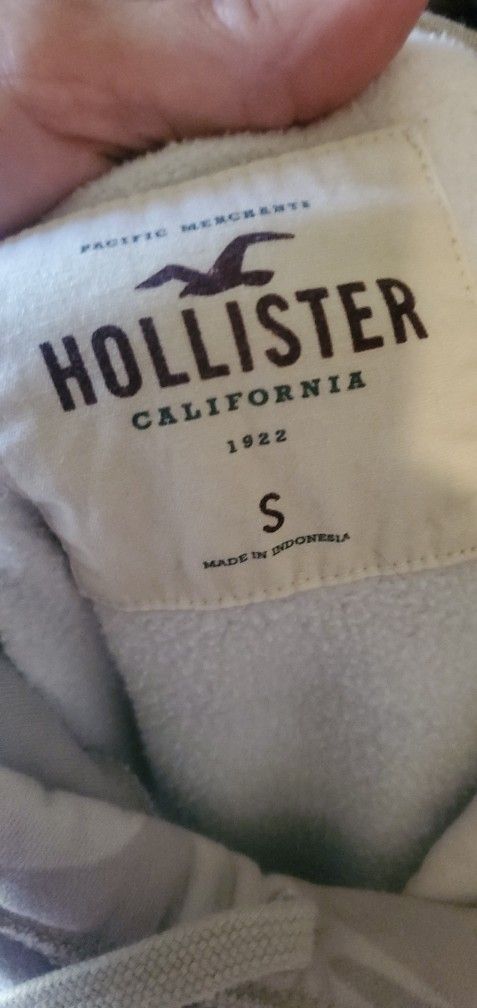 PACIFIC MERCHANTS
HOLLISTER
CALIFORNIA
1922
S
MADE IN INDONESIA